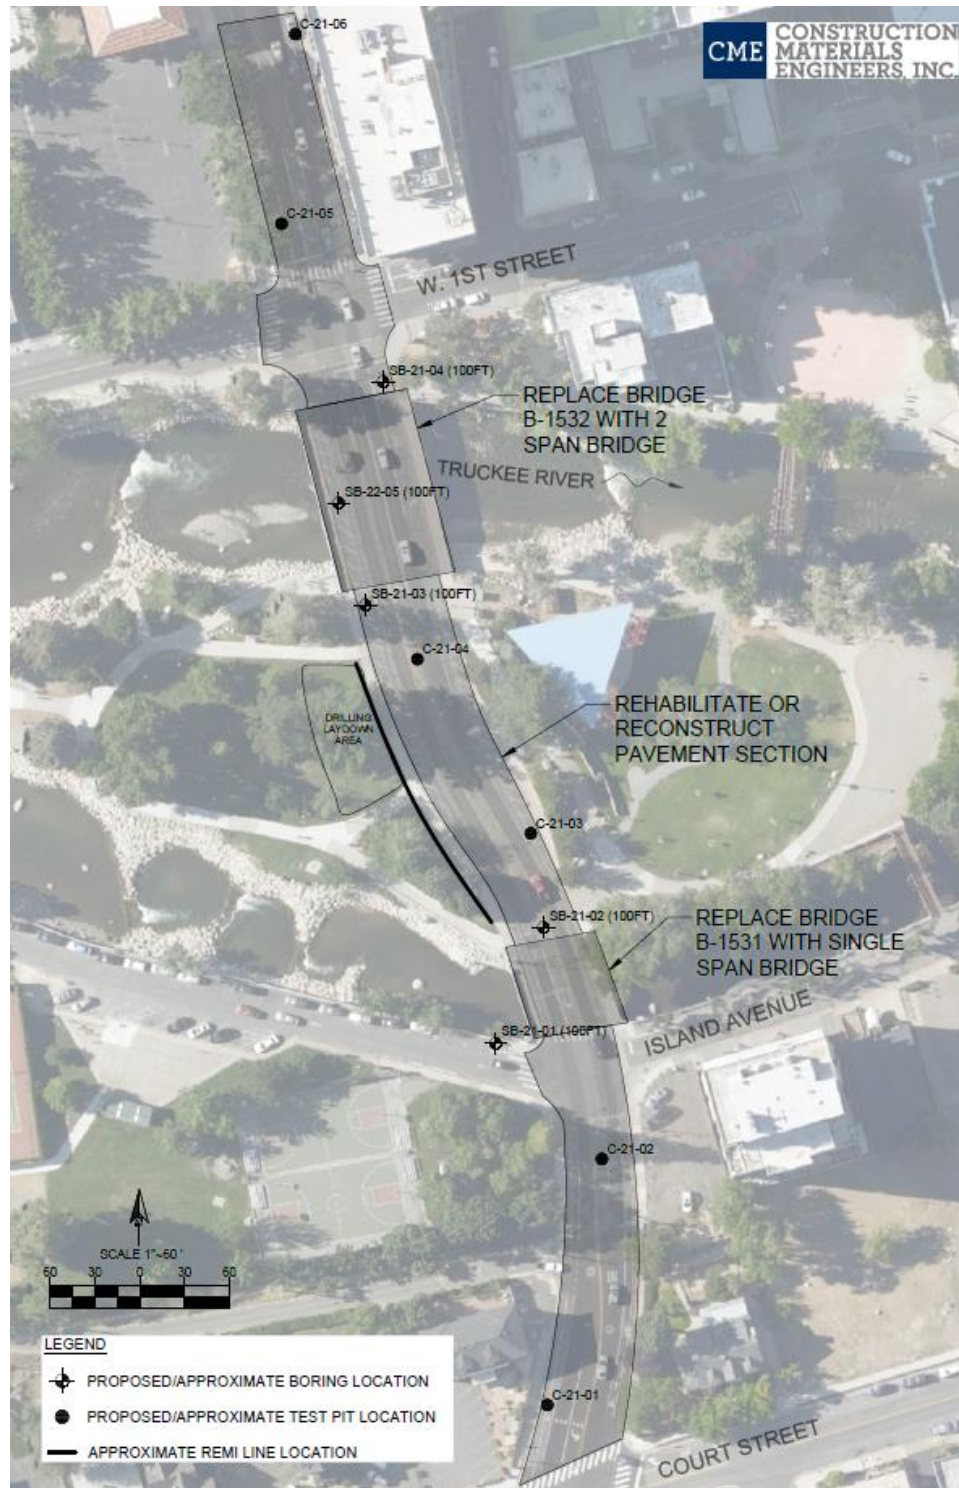 C-21-06
CME
CONSTRUCTION
MATERIALS
ENGINEERS, INC.
C-21-05
W. 1ST STREET
SB-21-04 (100FT)
REPLACE BRIDGE
B-1532 WITH 2
SPAN BRIDGE
TRUCKEE RIVER
SB-22-05 (100FT)
SB-21-03 (100FT)
C-21-04
DRILLING
LAYDOWN
AREA
REHABILITATE OR
RECONSTRUCT
PAVEMENT SECTION
C-21-03
SB-21-02 (100FT)
REPLACE BRIDGE
B-1531 WITH SINGLE
SPAN BRIDGE
SB-21-01 (100FT)
ISLAND AVENUE
C-21-02
SCALE 1"~60'
60 30 0 30 60
LEGEND
PROPOSED/APPROXIMATE BORING LOCATION
PROPOSED/APPROXIMATE TEST PIT LOCATION
APPROXIMATE REMI LINE LOCATION
C-21-01
COURT STREET